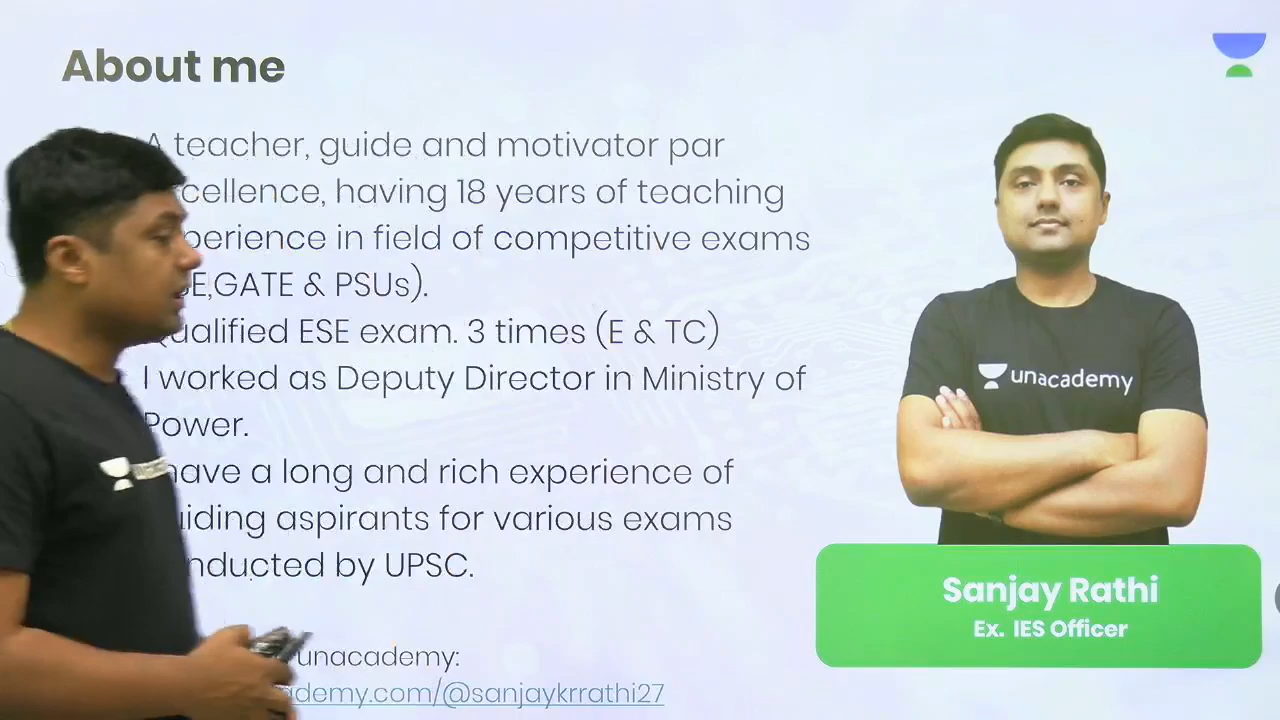 About me
A teacher, guide and motivator par
cellence, having 18 years of teaching
perience in field of competitive exams
E,GATE & PSUs).
Qualified ESE exam. 3 times (E & TC)
I worked as Deputy Director in Ministry of
Power.
have a long and rich experience of
uiding aspirants for various exams
nducted by UPSC.
unacademy:
ademy.com/@sanjaykrrathi27
unacademy
Sanjay Rathi
Ex. IES Officer